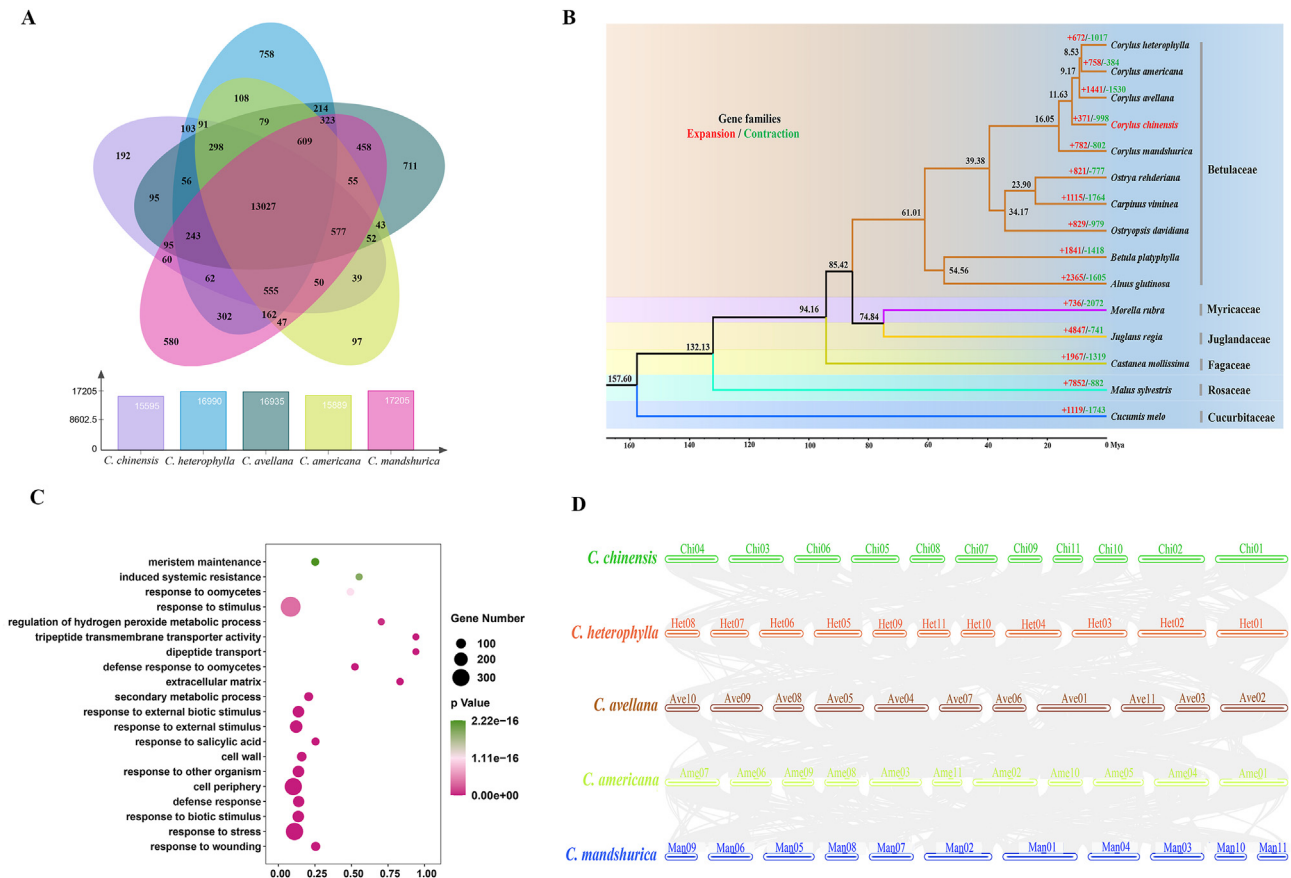 A
758
108
214
103
91
79
323
192
298
609
458
711
56
55
95
13027
43
243
577
52
95
60
62
50
39
555
302
162
47
580
97
17205
8602.5
0
15595
16990
16935
17205
C. chinensis
C. heterophylla
C. avellana
C. americana
C. mandshurica
B
Gene families
Expansion / Contraction
+672/-1017
Corylus heterophylla
8.53
+758/-384
Corylus americana
9.17
+1441/-1530
Corylus avellana
11.63
+371/-998
Corylus chinensis
16.05
+782/-802
Corylus mandshurica
39.38
+821/-777
Ostrya rehderiana
23.90
+1115/-1764
Carpinus viminea
34.17
+829/-979
Ostryopsis davidiana
61.01
+1841/-1418
Betula platyphylla
54.56
+2365/-1605
Alnus glutinosa
Betulaceae
85.42
94.16
+736/-2072
Morella rubra
Myricaceae
74.84
+4847/-741
Juglans regia
Juglandaceae
132.13
+1967/-1319
Castanea mollissima
Fagaceae
157.60
+7852/-882
Malus sylvestris
Rosaceae
+1119/-1743
Cucumis melo
Cucurbitaceae
160 140 120 100 80 60 40 20 0 Mya
C
meristem maintenance
induced systemic resistance
response to oomycetes
response to stimulus
regulation of hydrogen peroxide metabolic process
tripeptide transmembrane transporter activity
dipeptide transport
defense response to oomycetes
extracellular matrix
secondary metabolic process
response to external biotic stimulus
response to external stimulus
response to salicylic acid
cell wall
response to other organism
cell periphery
defense response
response to biotic stimulus
response to stress
response to wounding
0.00 0.25 0.50 0.75 1.00
Gene Number
100
200
300
p Value
2.22e−16
1.11e−16
0.00e+00
D
C. chinensis
Chi04 Chi03 Chi06 Chi05 Chi08 Chi07 Chi09 Chi11 Chi10 Chi02 Chi01
C. heterophylla
Het08 Het07 Het06 Het05 Het09 Het11 Het10 Het04 Het03 Het02 Het01
C. avellana
Ave10 Ave09 Ave08 Ave05 Ave04 Ave07 Ave06 Ave01 Ave11 Ave03 Ave02
C. americana
Ame07 Ame06 Ame09 Ame08 Ame03 Ame11 Ame02 Ame10 Ame05 Ame04 Ame01
C. mandshurica
Man09 Man06 Man05 Man08 Man07 Man02 Man01 Man04 Man03 Man10 Man11